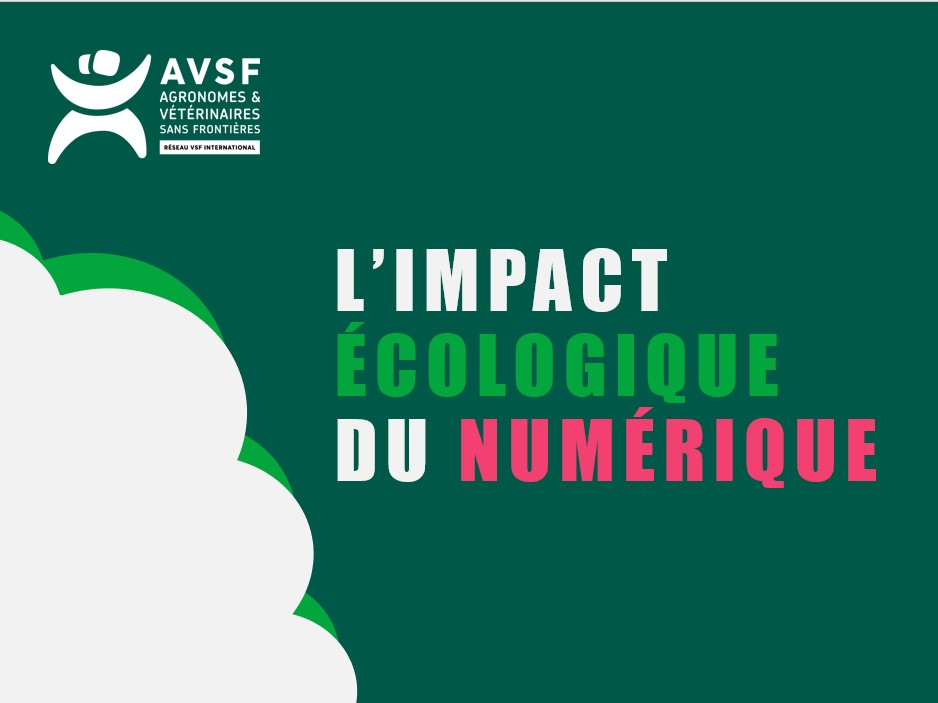 AVSF
AGRONOMES &
VÉTÉRINAIRES
SANS FRONTIÈRES
RÉSEAU VSF INTERNATIONAL
L’IMPACT
ÉCOLOGIQUE
DU NUMÉRIQUE